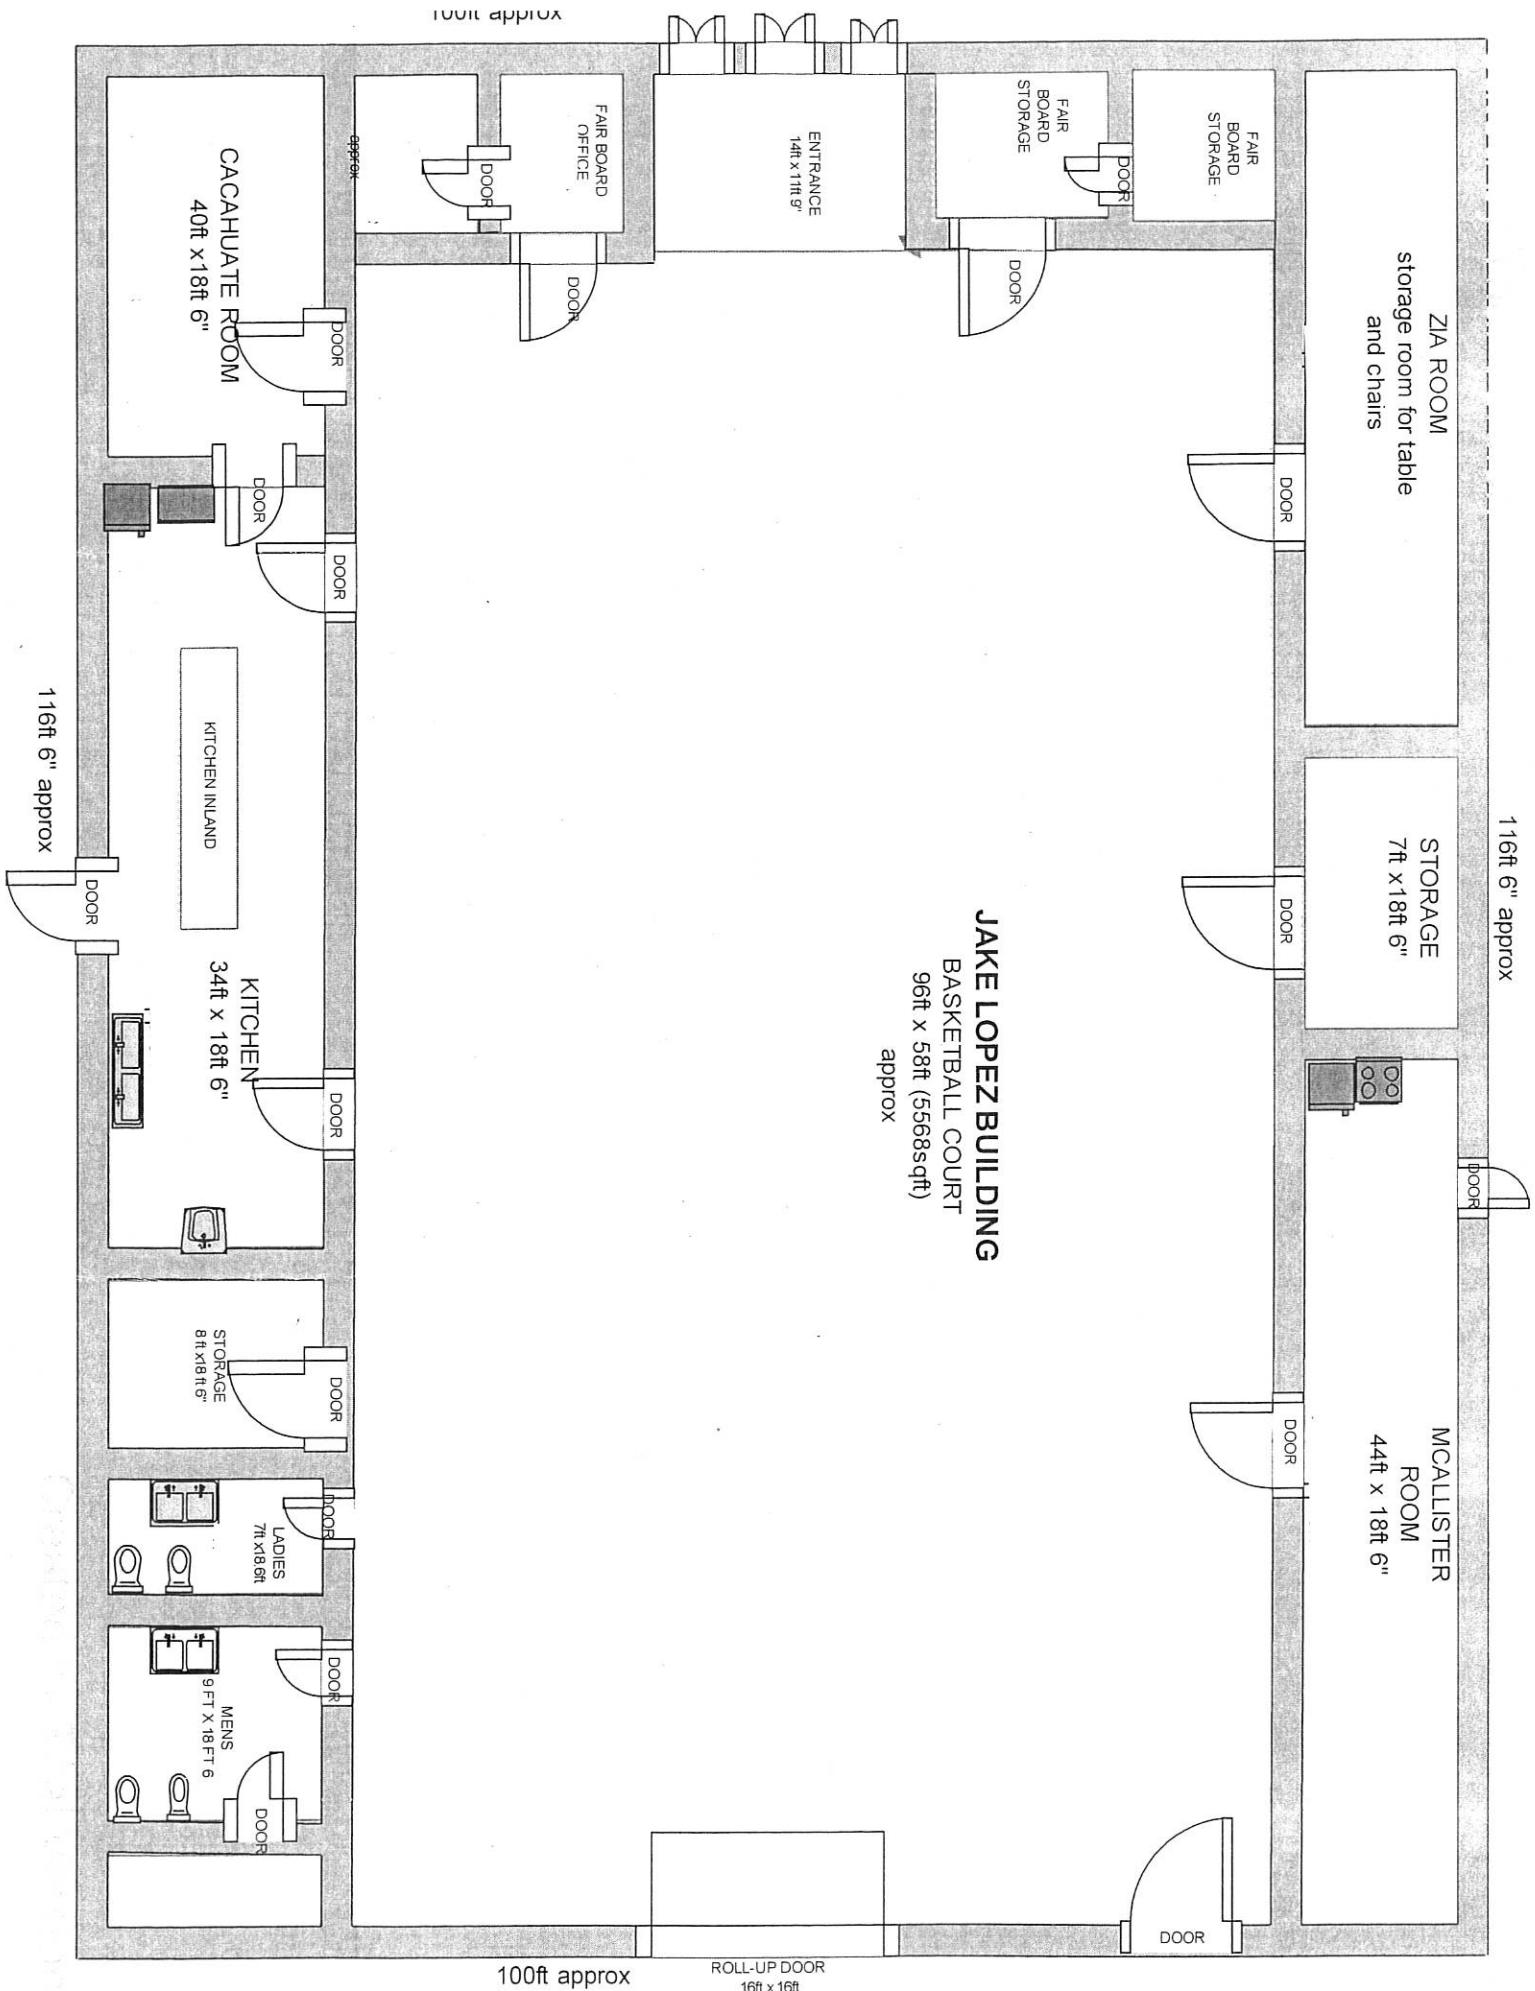 100ft approx
FAIR
BOARD
STORAGE
DOOR
FAIR
BOARD
STORAGE
DOOR
ENTRANCE
14ft x 11ft 9"
FAIR BOARD
OFFICE
DOOR
DOOR
approx
CACAHUATE ROOM
40ft x18ft 6"
DOOR
DOOR
ZIA ROOM
storage room for table
and chairs
DOOR
STORAGE
7ft x18ft 6"
DOOR
116ft 6" approx
MCALLISTER
ROOM
44ft x 18ft 6"
DOOR
DOOR
JAKE LOPEZ BUILDING
BASKETBALL COURT
96ft x 58ft (5568sqft)
approx
DOOR
KITCHEN INLAND
KITCHEN
34ft x 18ft 6"
DOOR
DOOR
116ft 6" approx
STORAGE
8 ft x18 ft 6"
DOOR
LADIES
7ft x18.6ft
DOOR
MENS
9 FT X 18 FT 6
DOOR
DOOR
DOOR
100ft approx
ROLL-UP DOOR
16ft x 16ft